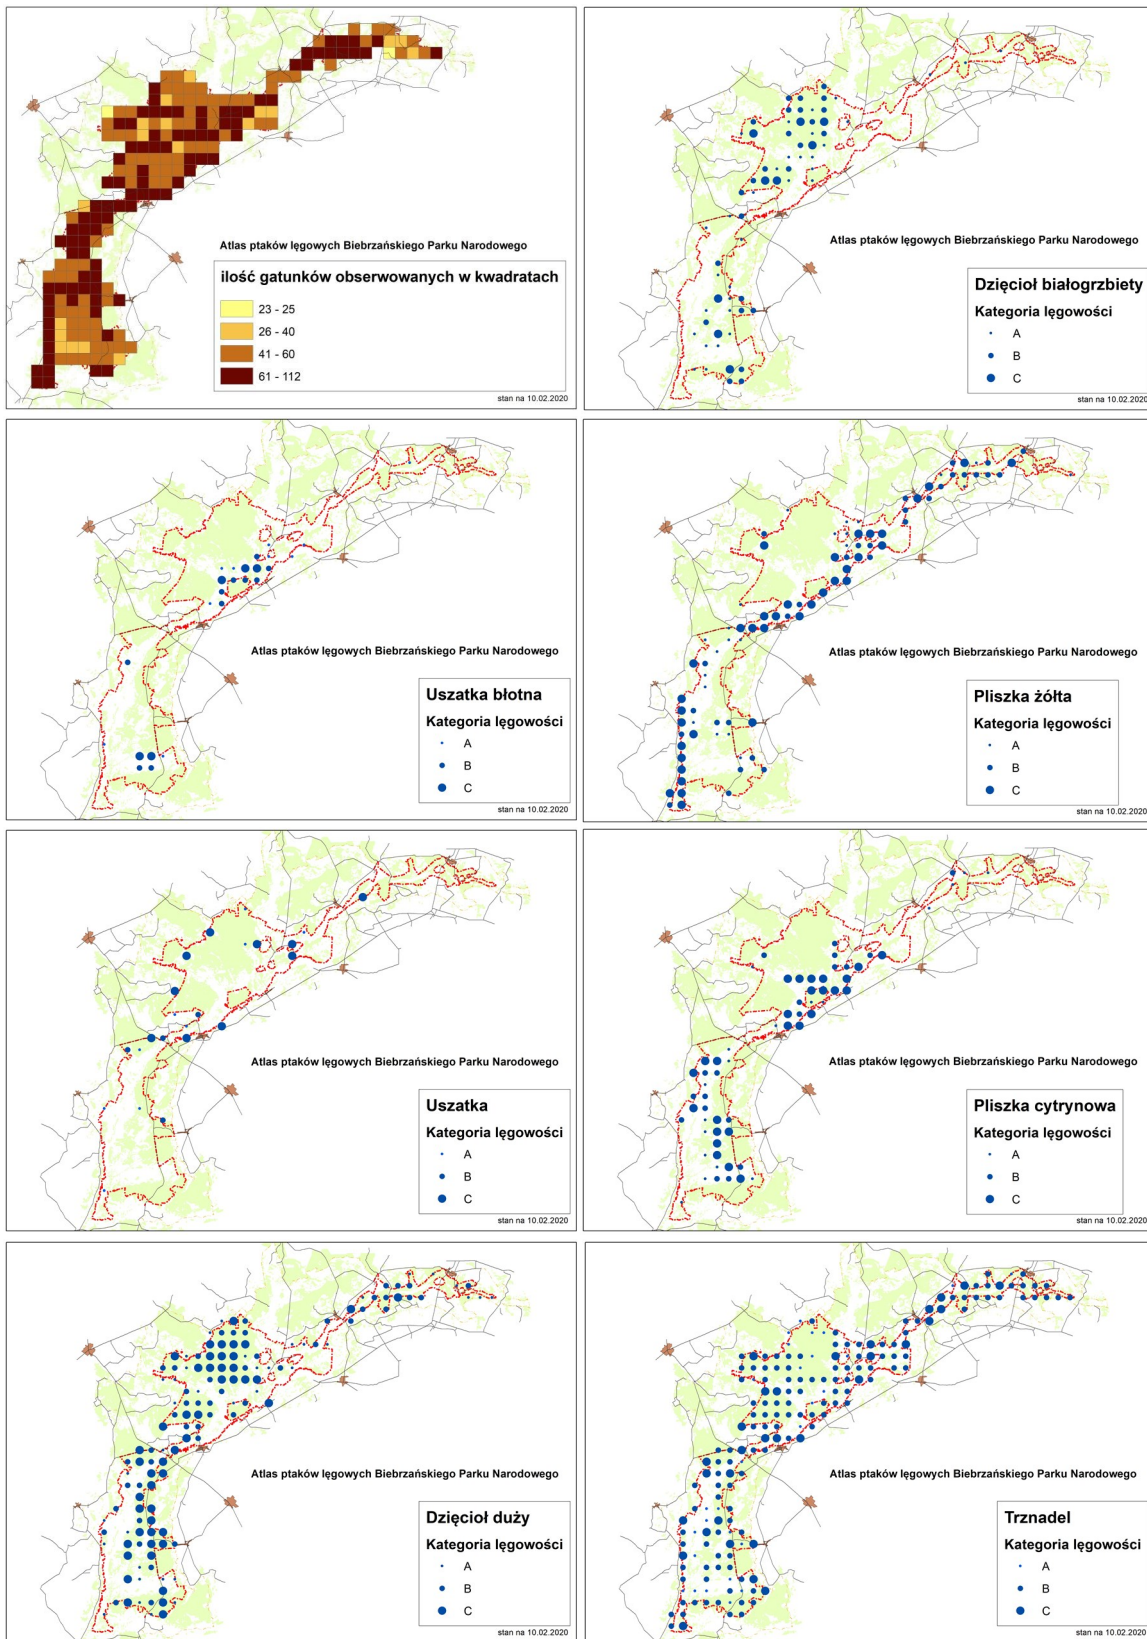 Atlas ptaków lęgowych Biebrzańskiego Parku Narodowego
ilość gatunków obserwowanych w kwadratach
23 - 25
26 - 40
41 - 60
61 - 112
stan na 10.02.2020
Atlas ptaków lęgowych Biebrzańskiego Parku Narodowego
Dzięcioł białogrzbiety
Kategoria lęgowości
A
B
C
stan na 10.02.2020
Atlas ptaków lęgowych Biebrzańskiego Parku Narodowego
Uszatka błotna
Kategoria lęgowości
A
B
C
stan na 10.02.2020
Atlas ptaków lęgowych Biebrzańskiego Parku Narodowego
Pliszka żółta
Kategoria lęgowości
A
B
C
stan na 10.02.2020
Atlas ptaków lęgowych Biebrzańskiego Parku Narodowego
Uszatka
Kategoria lęgowości
A
B
C
stan na 10.02.2020
Atlas ptaków lęgowych Biebrzańskiego Parku Narodowego
Pliszka cytrynowa
Kategoria lęgowości
A
B
C
stan na 10.02.2020
Atlas ptaków lęgowych Biebrzańskiego Parku Narodowego
Dzięcioł duży
Kategoria lęgowości
A
B
C
stan na 10.02.2020
Atlas ptaków lęgowych Biebrzańskiego Parku Narodowego
Trznadel
Kategoria lęgowości
A
B
C
stan na 10.02.2020